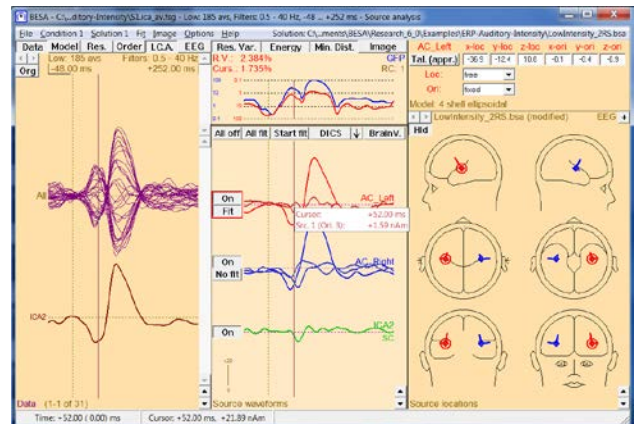 BESA - C:\...ditory-Intensity\S1.ica_av.fsg - Low: 185 avs, Filters: 0.5 - 40 Hz, -48 ... +252 ms - Source analysis
File Condition 1 Solution 1 Fit Image Options Help
Solution: C:\...ments\BESA\Research_6_0\Examples\ERP-Auditory-Intensity\LowIntensity_2RS.bsa
Data Model Res. Order I.C.A. EEG
Res. Var. Energy Min. Dist. Image
AC_Left x-loc y-loc z-loc x-ori y-ori z-ori
Org
Low: 185 avs Filters: 0.5 - 40 Hz
-48.00 ms +252.00 ms
R.V.: 2.384% GFP
Curs.: 1.735% RC: 1
Tal. (appr.) -36.9 -12.4 10.8 -0.1 -0.4 -0.9
Loc: free
Ori: fixed
Model: 4 shell ellipsoidal
LowIntensity_2RS.bsa (modified) EEG
Hid
All off All fit Start fit DICS BrainV.
All
On
Fit
AC_Left
Cursor: +52.00 ms
Src. 1 (Ori. 3): +1.59 nAm
On
No fit
AC_Right
ICA2
On
ICA2
SC
Data (1-1 of 31)
Source waveforms
Source locations
Time: +52.00 ( 0.00) ms
Cursor: +52.00 ms, +21.89 nAm